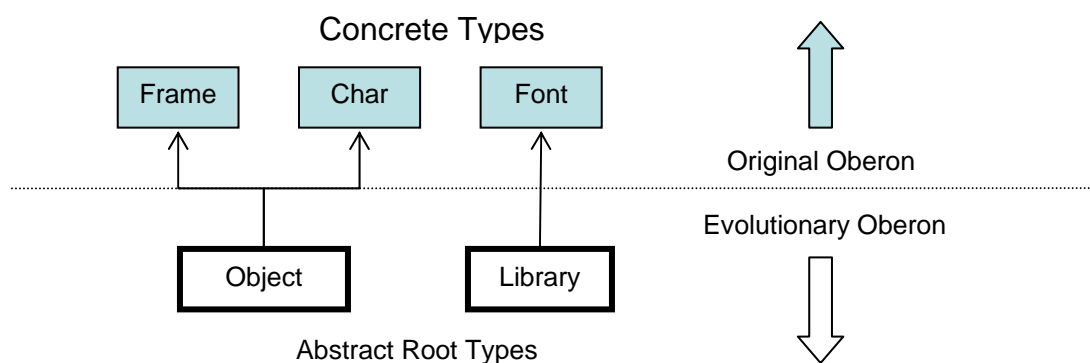 Concrete Types
Frame
Char
Font
Original Oberon
Evolutionary Oberon
Object
Library
Abstract Root Types